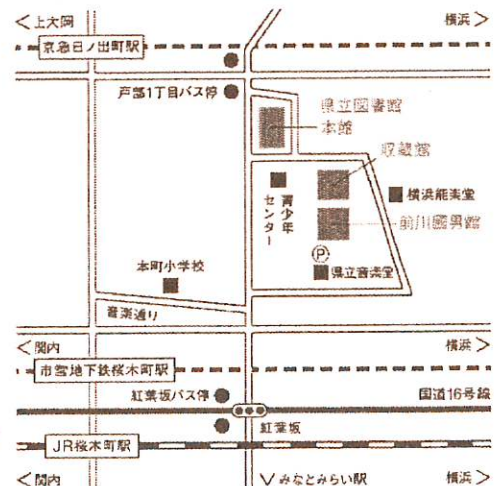 <上大岡
横浜>
京急日ノ出町駅
戸部1丁目バス停
県立図書館
本館
収蔵館
横浜能楽堂
青少年
センター
前川國男館
P
県立音楽堂
本町小学校
音楽通り
<関内
横浜>
市営地下鉄桜木町駅
紅葉坂バス停
国道16号線
紅葉坂
JR桜木町駅
<関内
∨みなとみらい駅
横浜>